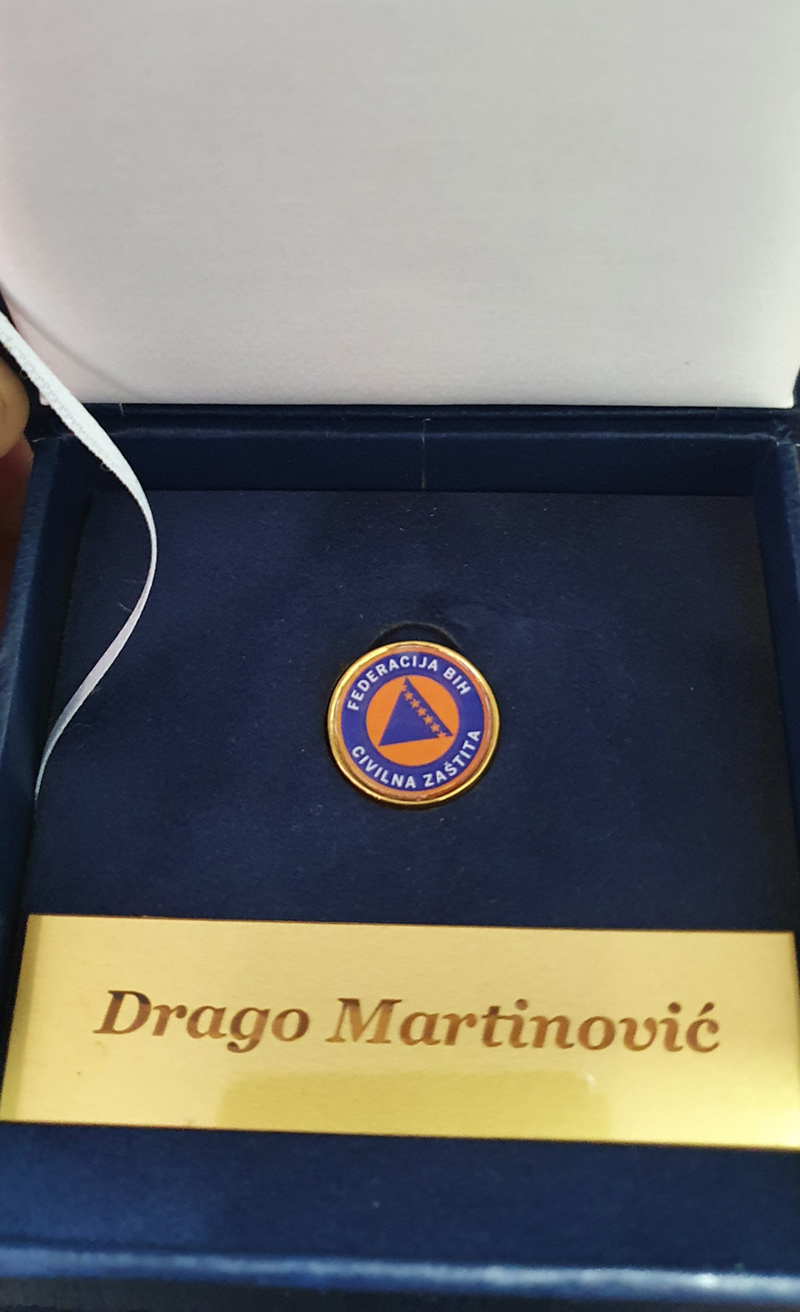 FEDERACIJA BIH
CIVILNA ZAŠTITA
Drago Martinović